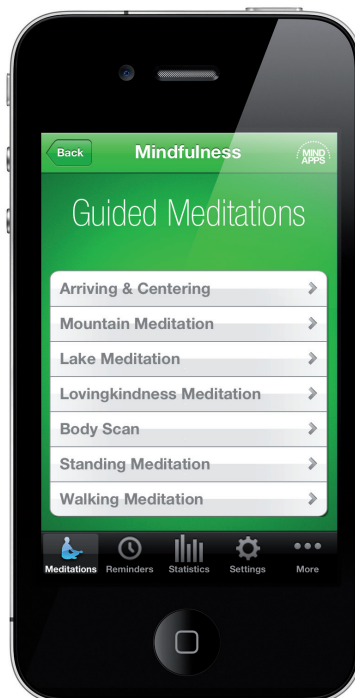 Back
Mindfulness
MIND
APPS
Guided Meditations
Arriving & Centering
Mountain Meditation
Lake Meditation
Lovingkindness Meditation
Body Scan
Standing Meditation
Walking Meditation
Meditations Reminders Statistics Settings More